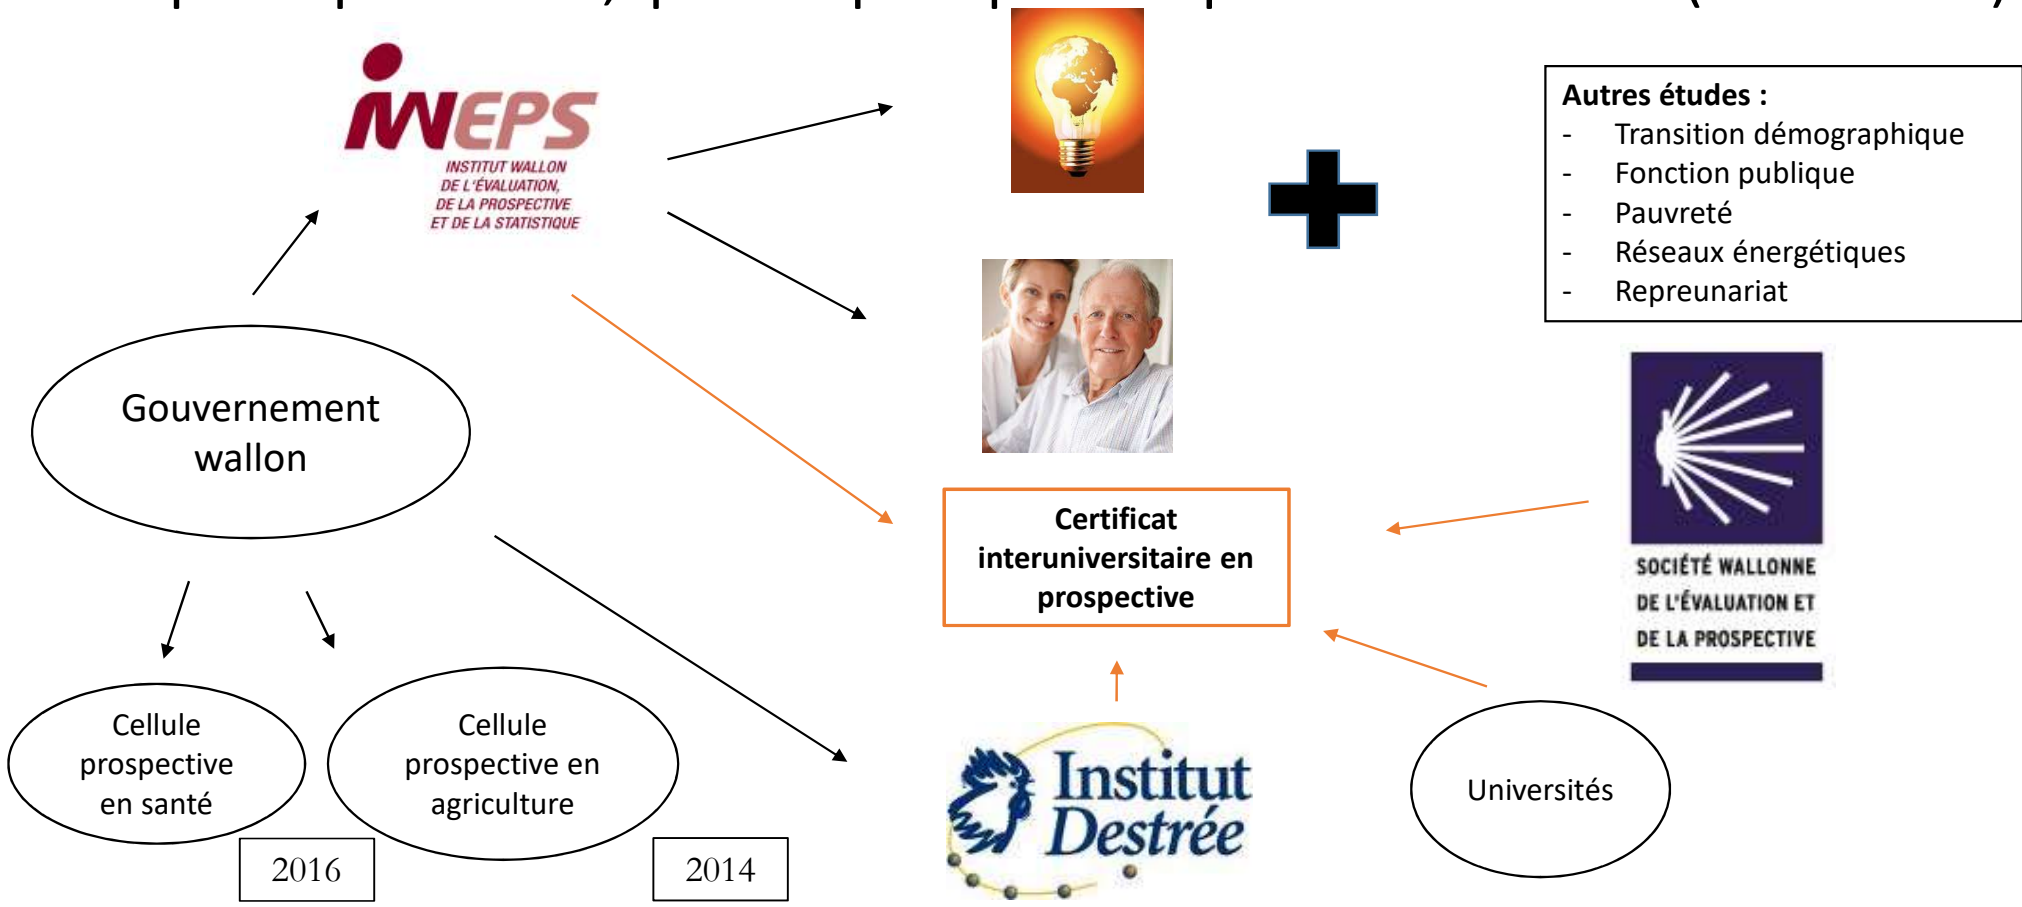 iWEPS
INSTITUT WALLON
DE L'ÉVALUATION,
DE LA PROSPECTIVE
ET DE LA STATISTIQUE
Autres études :
- Transition démographique
- Fonction publique
- Pauvreté
- Réseaux énergétiques
- Repreunariat
Gouvernement
wallon
Certificat
interuniversitaire en
prospective
SOCIÉTÉ WALLONNE
DE L'ÉVALUATION ET
DE LA PROSPECTIVE
Cellule
prospective
en santé
2016
Cellule
prospective en
agriculture
2014
Institut
Destrée
Universités